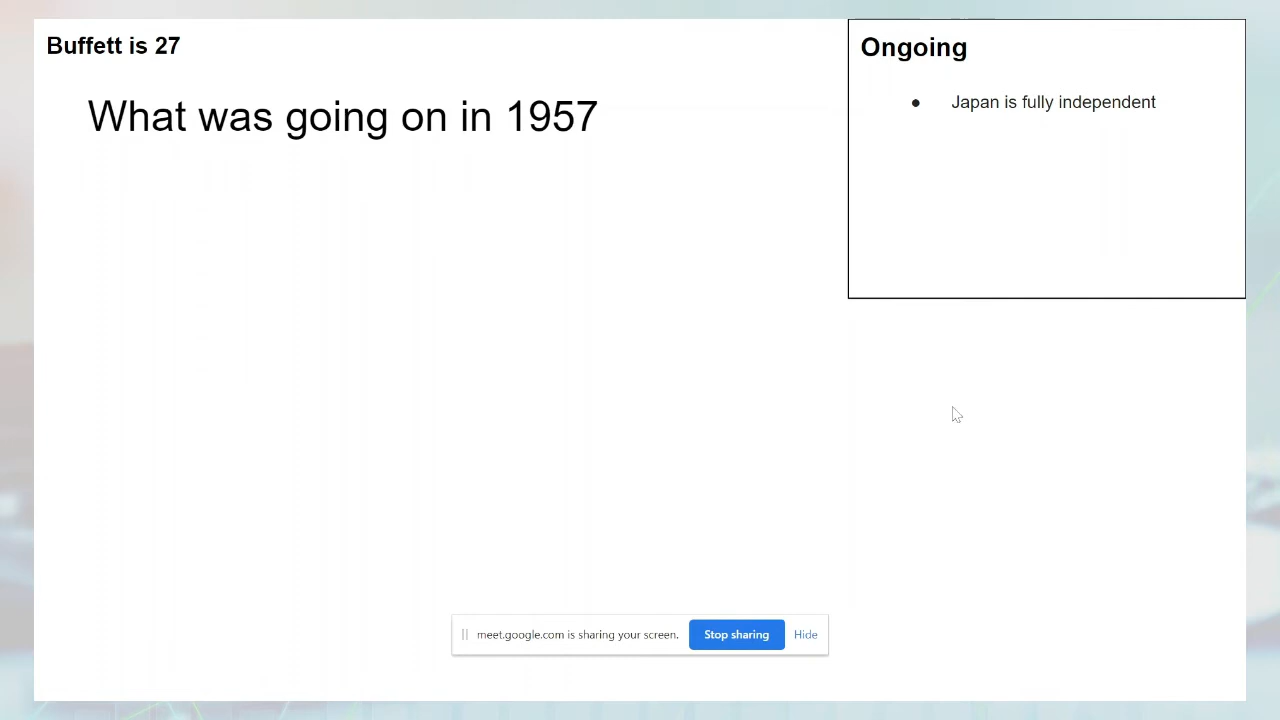 Buffett is 27
What was going on in 1957
Ongoing
● Japan is fully independent
meet.google.com is sharing your screen. Stop sharing Hide